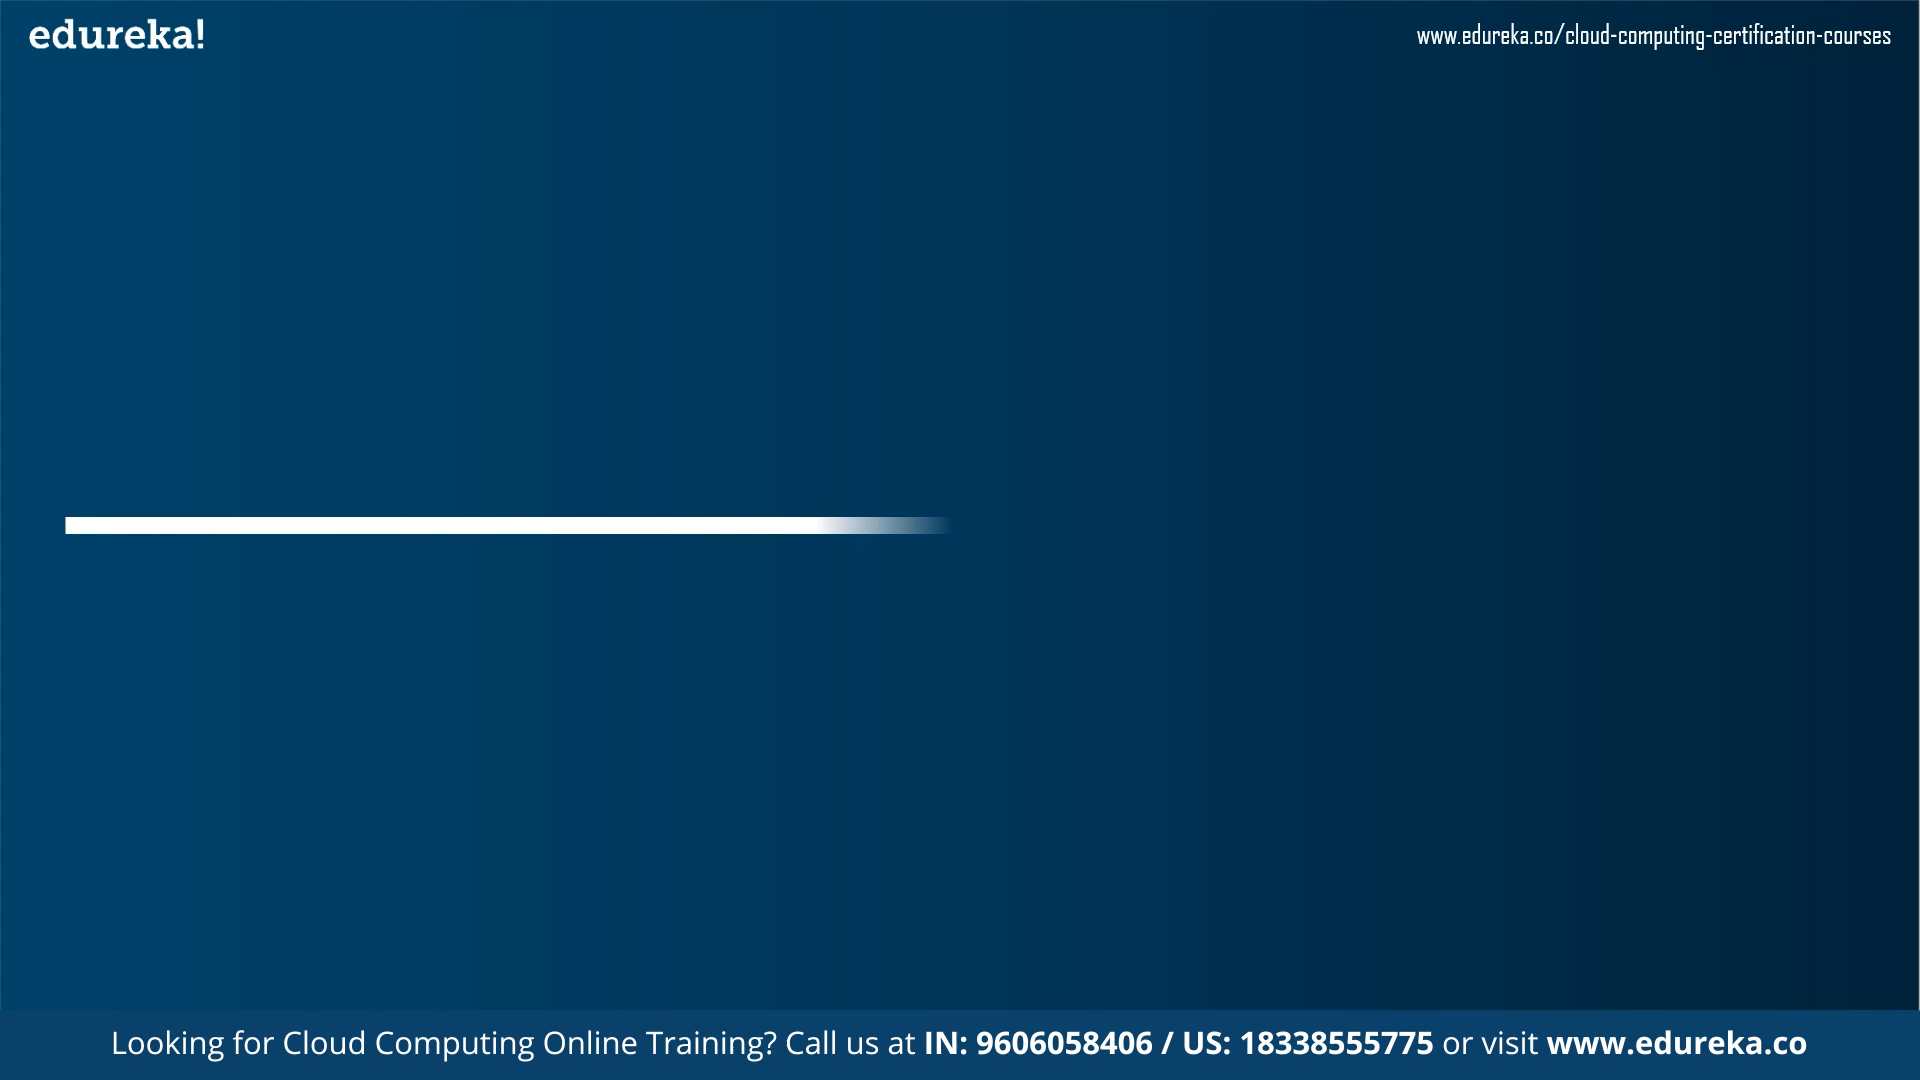 edureka!
www.edureka.co/cloud-computing-certification-courses
Looking for Cloud Computing Online Training? Call us at IN: 9606058406 / US: 18338555775 or visit www.edureka.co